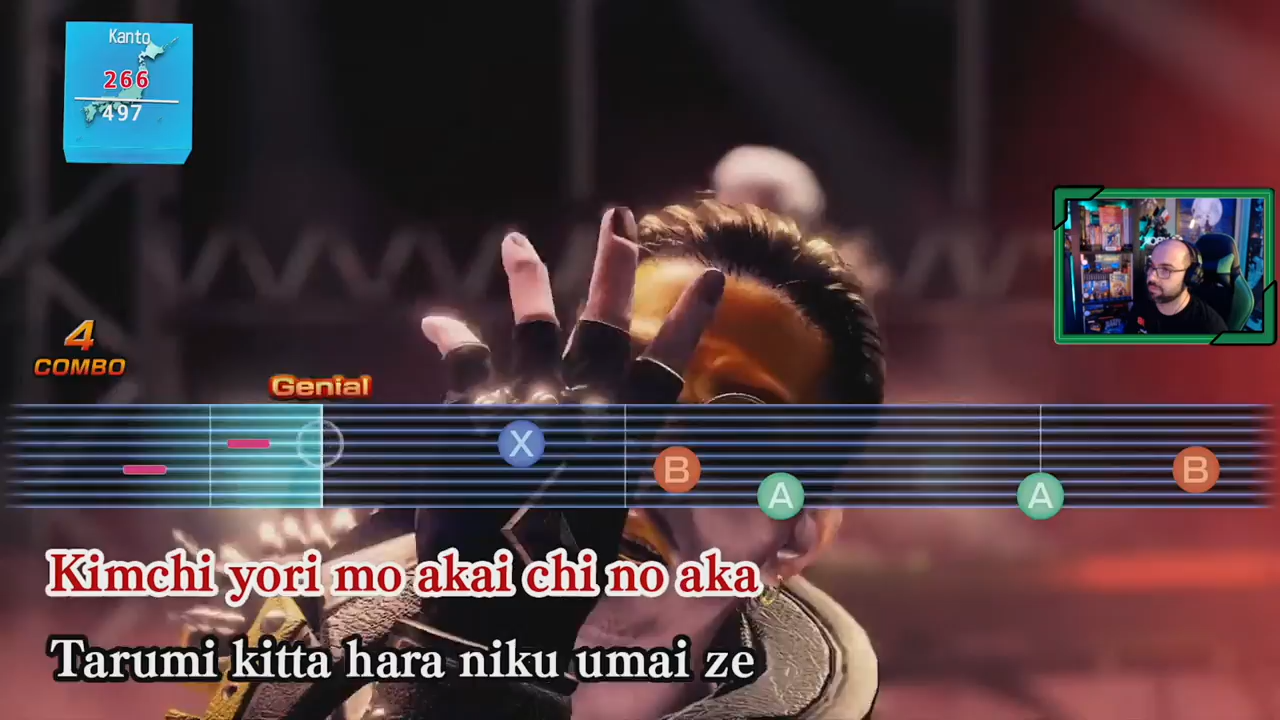 Kanto
266
497
4
COMBO
Genial
X
B
A
A
B
Kimchi yori mo akai chi no aka
Tarumi kitta hara niku umai ze